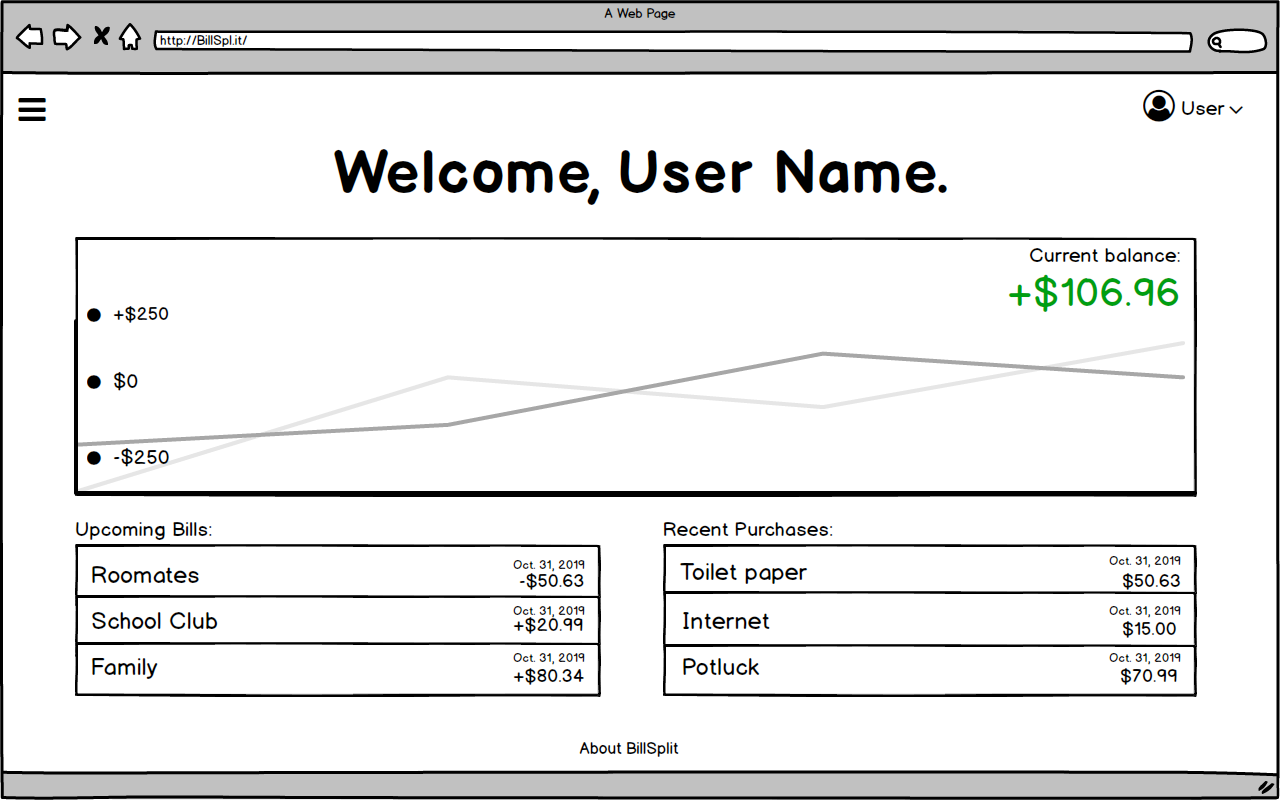 A Web Page
http://BillSpl.it/
User
Welcome, User Name.
Current balance:
+$106.96
+$250
$0
-$250
Upcoming Bills:
Roomates
Oct. 31, 2019
-$50.63
School Club
Oct. 31, 2019
+$20.99
Family
Oct. 31, 2019
+$80.34
Recent Purchases:
Toilet paper
Oct. 31, 2019
$50.63
Internet
Oct. 31, 2019
$15.00
Potluck
Oct. 31, 2019
$70.99
About BillSplit